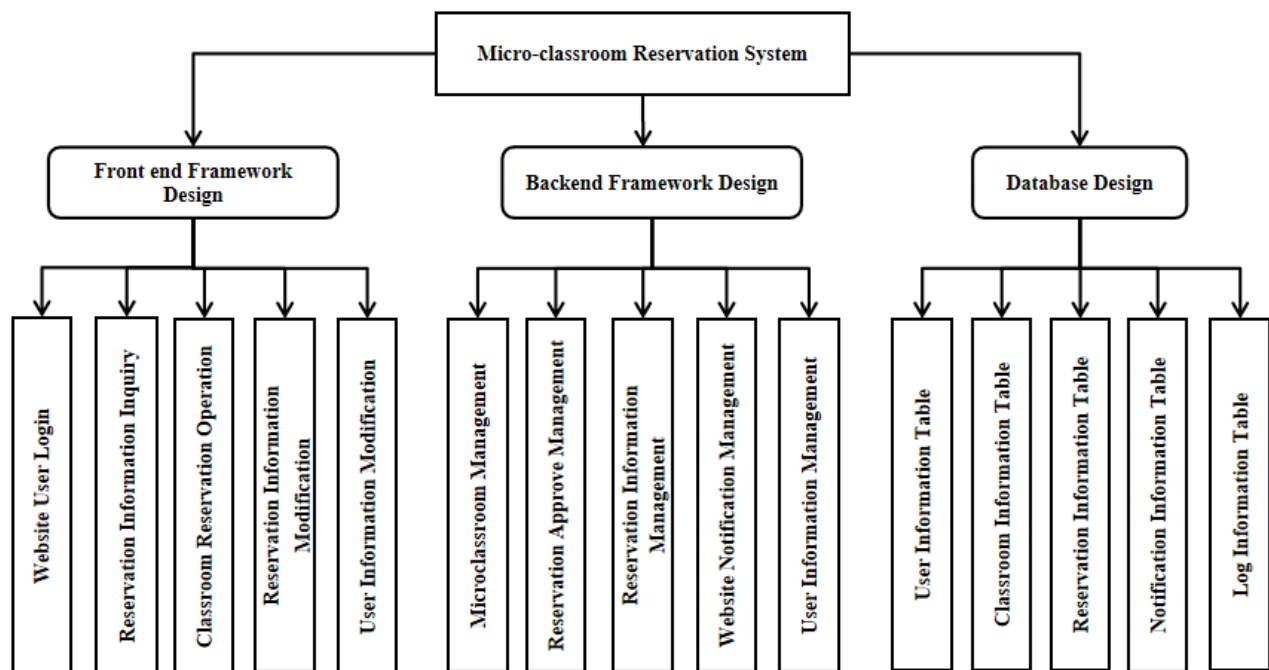 Micro-classroom Reservation System
Front end Framework
Design
Backend Framework Design
Database Design
Website User Login
Reservation Information Inquiry
Classroom Reservation Operation
Reservation Information
Modification
User Information Modification
Microclassroom Management
Reservation Approve Management
Reservation Information
Management
Website Notification Management
User Information Management
User Information Table
Classroom Information Table
Reservation Information Table
Notification Information Table
Log Information Table